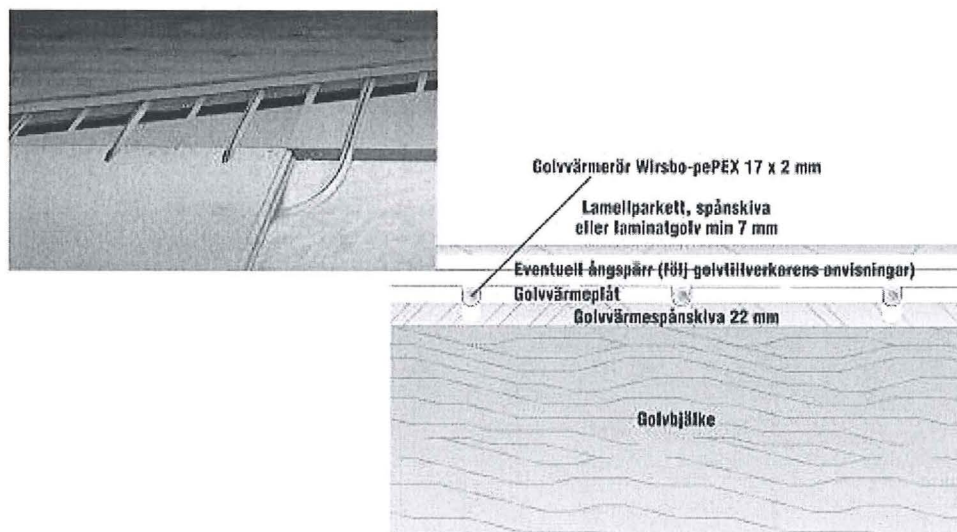 Golvvärmerör Wirsbo-pePEX 17 x 2 mm
Lamellparkett, spånskiva
eller laminatgolv min 7 mm
Eventuell ångspärr (följ golvtillverkarens anvisningar)
Golvvärmeplåt
Golvvärmespånskiva 22 mm
Golvbjälke